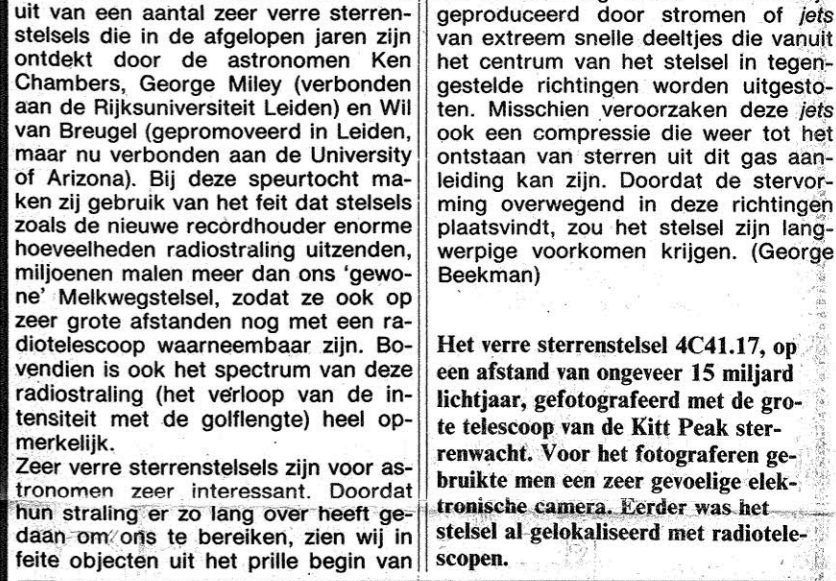 uit van een aantal zeer verre sterren-
stelsels die in de afgelopen jaren zijn
ontdekt door de astronomen Ken
Chambers, George Miley (verbonden
aan de Rijksuniversiteit Leiden) en Wil
van Breugel (gepromoveerd in Leiden,
maar nu verbonden aan de University
of Arizona). Bij deze speurtocht ma-
ken zij gebruik van het feit dat stelsels
zoals de nieuwe recordhouder enorme
hoeveelheden radiostraling uitzenden,
miljoenen malen meer dan ons 'gewo-
ne' Melkwegstelsel, zodat ze ook op
zeer grote afstanden nog met een ra-
diotelescoop waarneembaar zijn. Bo-
vendien is ook het spectrum van deze
radiostraling (het verloop van de in-
tensiteit met de golflengte) heel op-
merkelijk.
Zeer verre sterrenstelsels zijn voor as-
tronomen zeer interessant. Doordat
hun straling er zo lang over heeft ge-
daan om ons te bereiken, zien wij in
feite objecten uit het prille begin van
geproduceerd door stromen of jets
van extreem snelle deeltjes die vanuit
het centrum van het stelsel in tegen-
gestelde richtingen worden uitgesto-
ten. Misschien veroorzaken deze jets
ook een compressie die weer tot het
ontstaan van sterren uit dit gas aan-
leiding kan zijn. Doordat de stervor-
ming overwegend in deze richtingen
plaatsvindt, zou het stelsel zijn lang-
werpige voorkomen krijgen. (George
Beekman)
Het verre sterrenstelsel 4C41.17, op
een afstand van ongeveer 15 miljard
lichtjaar, gefotografeerd met de gro-
te telescoop van de Kitt Peak ster-
renwacht. Voor het fotograferen ge-
bruikte men een zeer gevoelige elek-
tronische camera. Eerder was het
stelsel al gelokaliseerd met radiotele-
scopen.